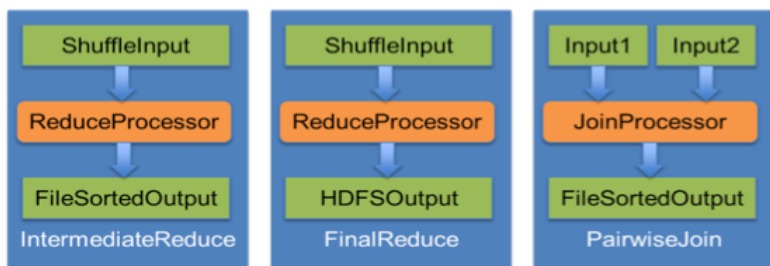 ShuffleInput
ReduceProcessor
FileSortedOutput
IntermediateReduce
ShuffleInput
ReduceProcessor
HDFSOutput
FinalReduce
Input1
Input2
JoinProcessor
FileSortedOutput
PairwiseJoin